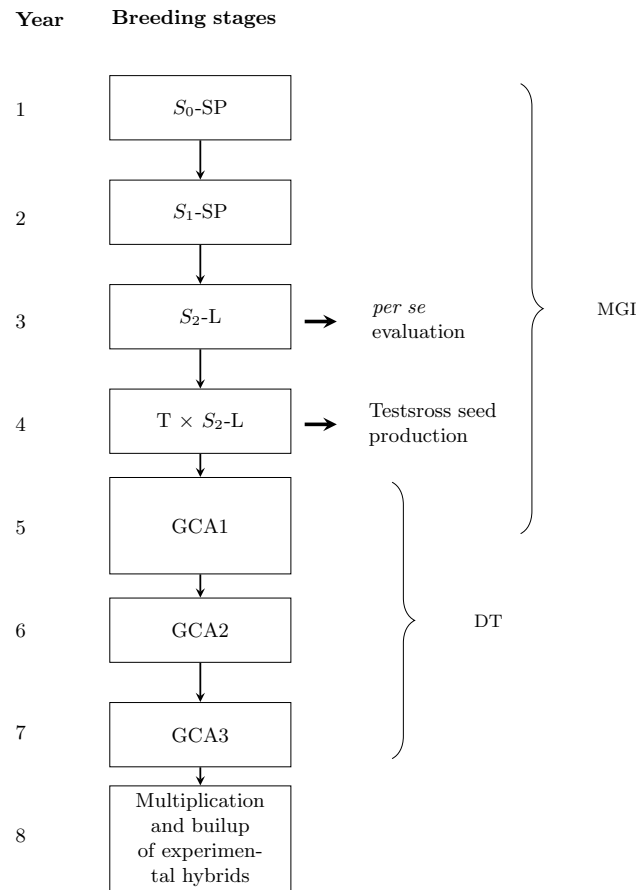 Year Breeding stages
1 S₀-SP
2 S₁-SP
3 S₂-L
per se
evaluation
MGI
4 T × S₂-L
Testsross seed
production
5 GCA1
6 GCA2
DT
7 GCA3
8
Multiplication
and builup
of experimen-
tal hybrids